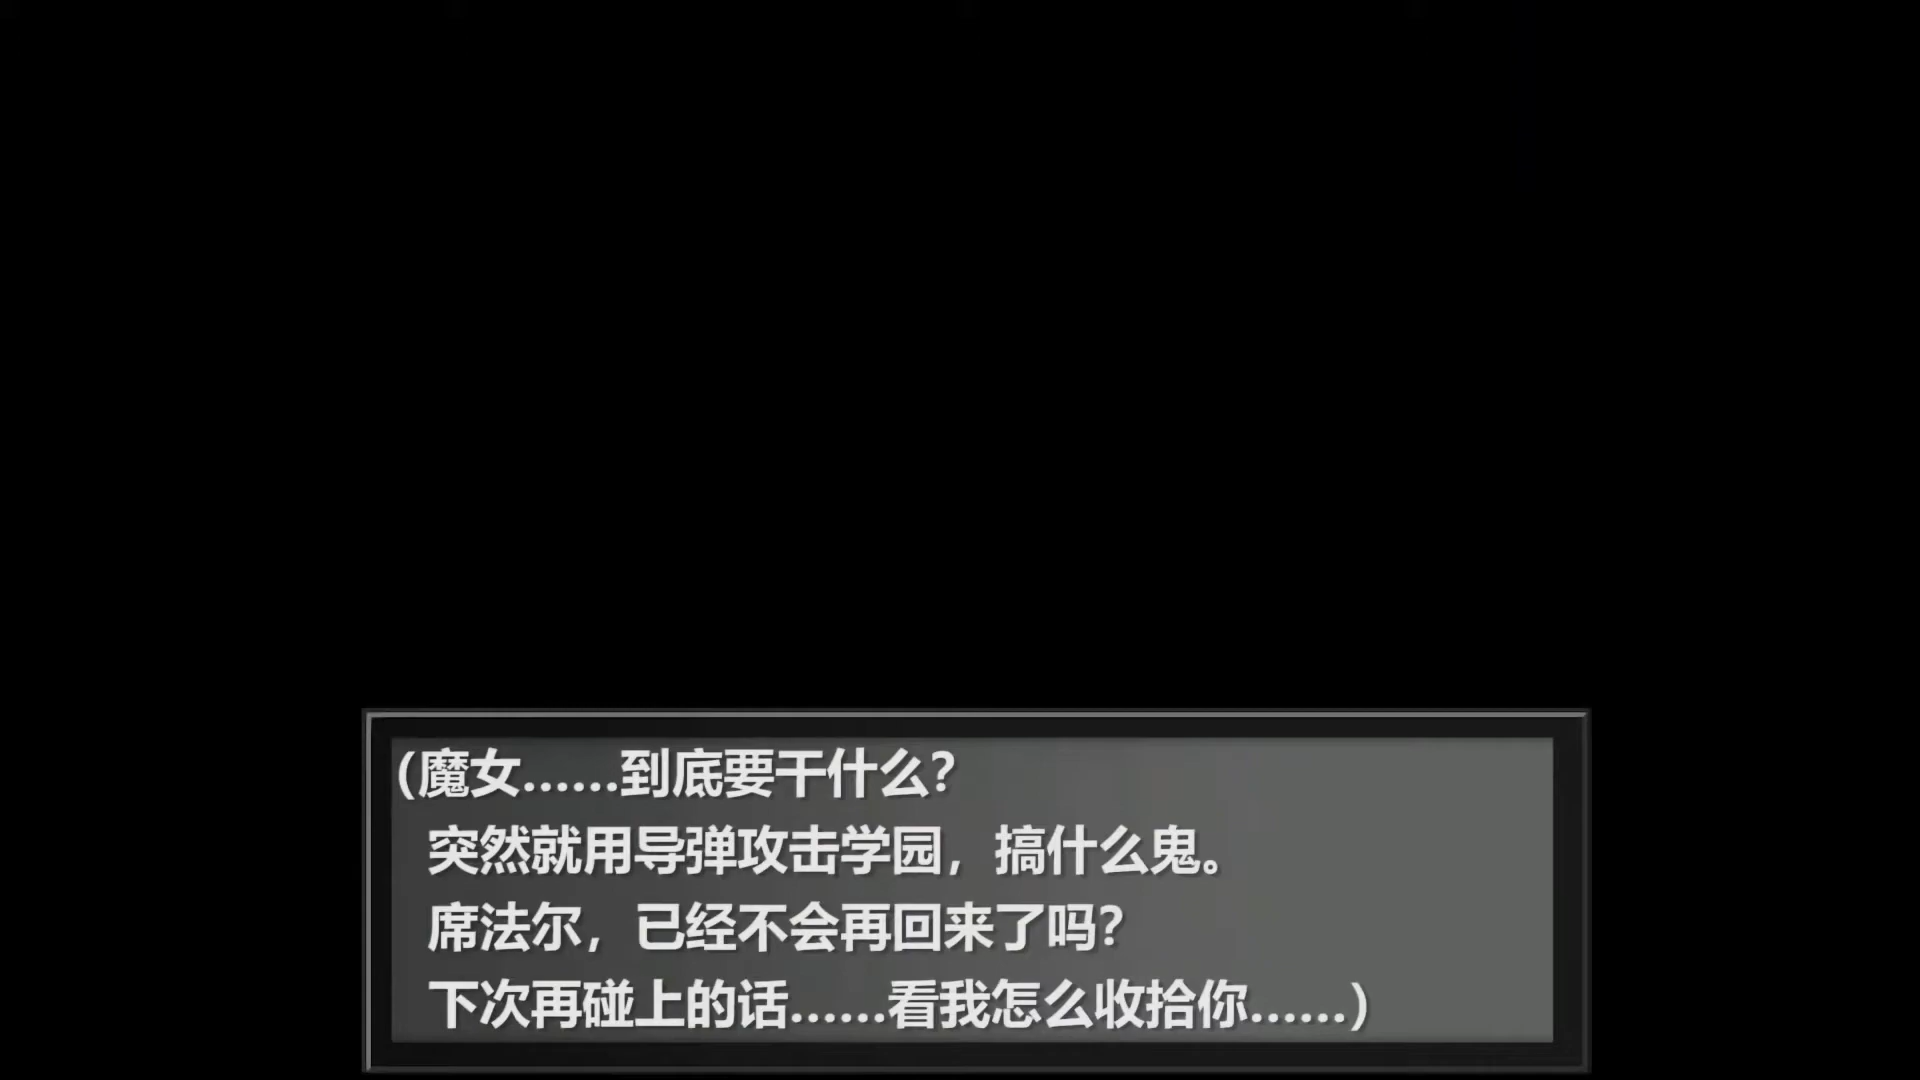 (魔女……到底要干什么？
突然就用导弹攻击学园，搞什么鬼。
席法尔，已经不会再回来了吗？
下次再碰上的话……看我怎么收拾你……）